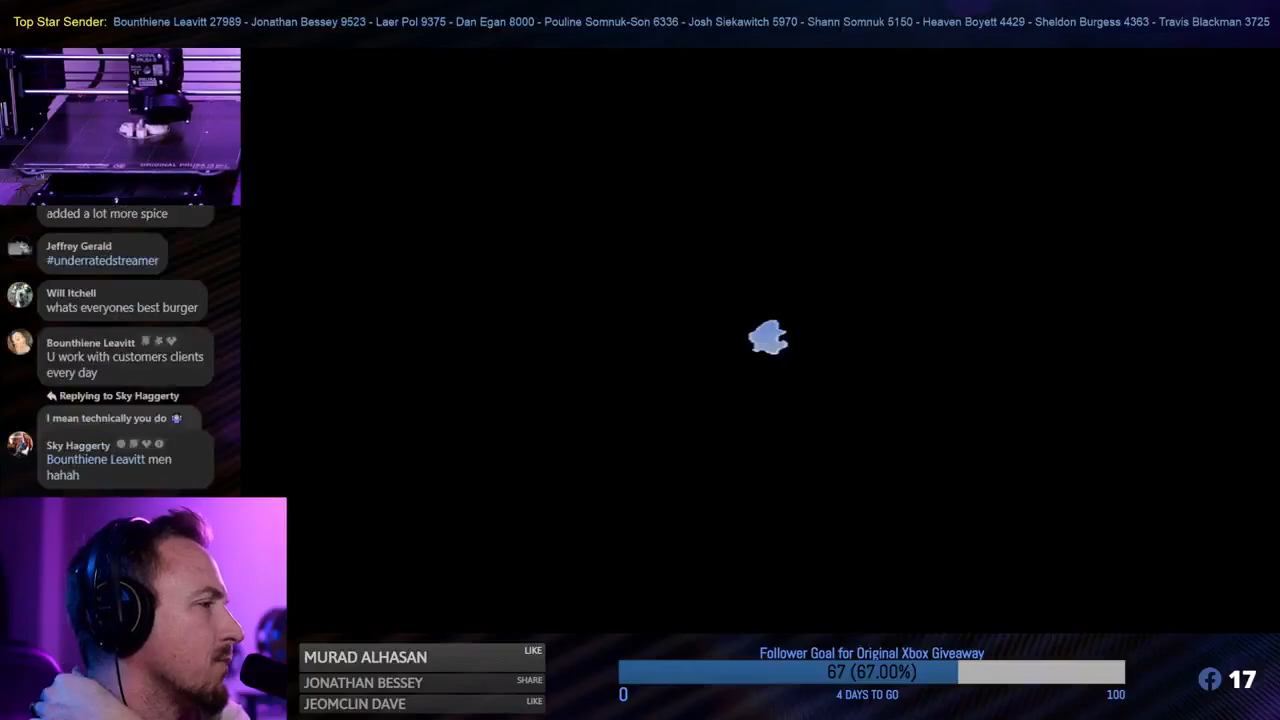 Top Star Sender: Bounthiene Leavitt 27989 - Jonathan Bessey 9523 - Laer Pol 9375 - Dan Egan 8000 - Pouline Somnuk-Son 6336 - Josh Siekawitch 5970 - Shann Somnuk 5150 - Heaven Boyett 4429 - Sheldon Burgess 4363 - Travis Blackman 3725
added a lot more spice
Jeffrey Gerald
#underratedstreamer
Will Itchell
whats everyones best burger
Bounthiene Leavitt
U work with customers clients
every day
Replying to Sky Haggerty
I mean technically you do
Sky Haggerty
Bounthiene Leavitt men
hahah
MURAD ALHASAN LIKE
JONATHAN BESSEY SHARE
JEOMCLIN DAVE LIKE
Follower Goal for Original Xbox Giveaway
67 (67.00%)
0 4 DAYS TO GO 100
17